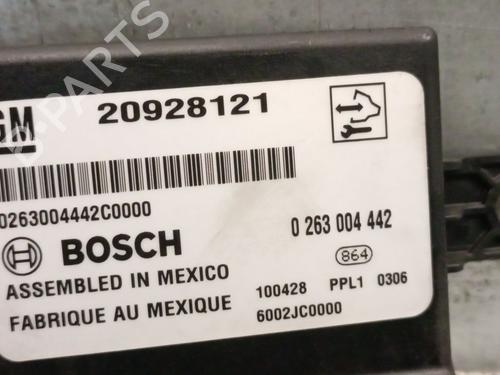 GM 20928121
0263004442C0000
BOSCH 0 263 004 442
864
ASSEMBLED IN MEXICO
100428 PPL1 0306
FABRIQUE AU MEXIQUE 6002JC0000
B-PARTS